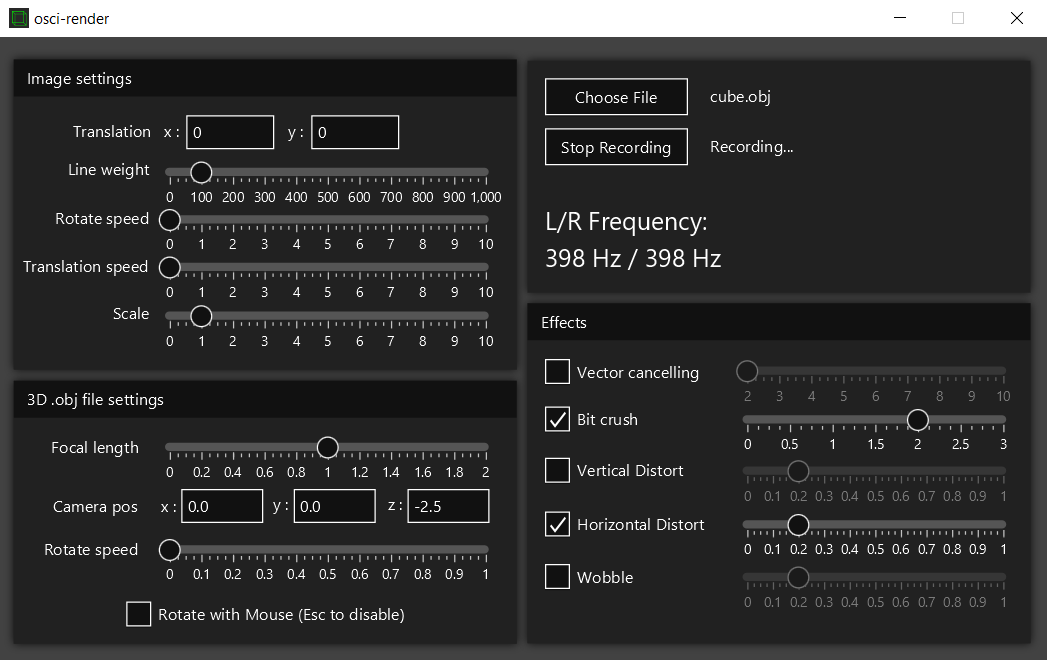 osci-render
Image settings
Translation x : 0 y : 0
Line weight
0 100 200 300 400 500 600 700 800 900 1,000
Rotate speed
0 1 2 3 4 5 6 7 8 9 10
Translation speed
0 1 2 3 4 5 6 7 8 9 10
Scale
0 1 2 3 4 5 6 7 8 9 10
3D .obj file settings
Focal length
0 0.2 0.4 0.6 0.8 1 1.2 1.4 1.6 1.8 2
Camera pos x : 0.0 y : 0.0 z : -2.5
Rotate speed
0 0.1 0.2 0.3 0.4 0.5 0.6 0.7 0.8 0.9 1
Rotate with Mouse (Esc to disable)
Choose File cube.obj
Stop Recording Recording...
L/R Frequency:
398 Hz / 398 Hz
Effects
Vector cancelling
2 3 4 5 6 7 8 9 10
Bit crush
0 0.5 1 1.5 2 2.5 3
Vertical Distort
0 0.1 0.2 0.3 0.4 0.5 0.6 0.7 0.8 0.9 1
Horizontal Distort
0 0.1 0.2 0.3 0.4 0.5 0.6 0.7 0.8 0.9 1
Wobble
0 0.1 0.2 0.3 0.4 0.5 0.6 0.7 0.8 0.9 1